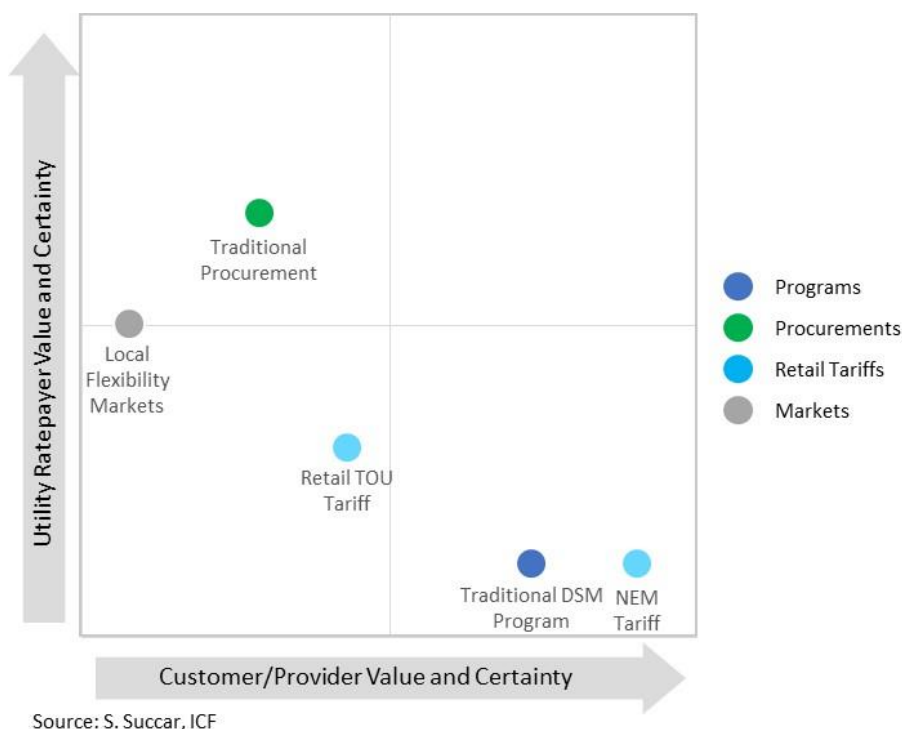 Utility Ratepayer Value and Certainty
Traditional
Procurement
Local
Flexibility
Markets
Retail TOU
Tariff
Traditional DSM
Program
NEM
Tariff
Programs
Procurements
Retail Tariffs
Markets
Customer/Provider Value and Certainty
Source: S. Succar, ICF